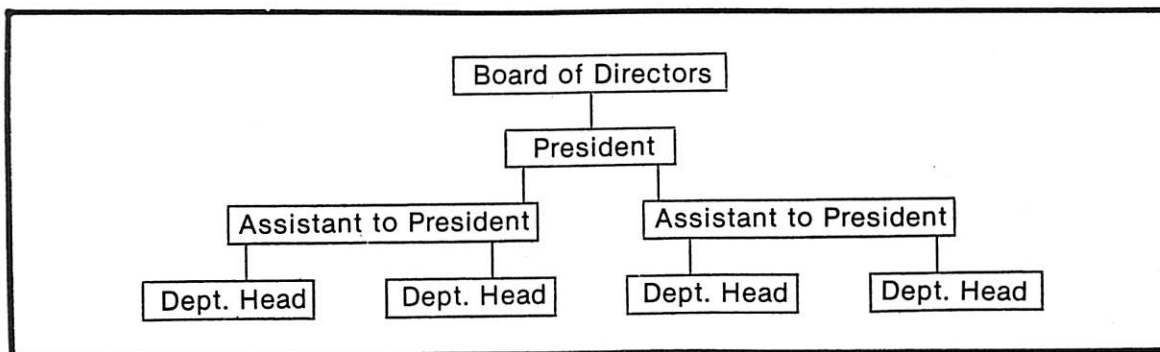 Board of Directors
President
Assistant to President
Assistant to President
Dept. Head
Dept. Head
Dept. Head
Dept. Head